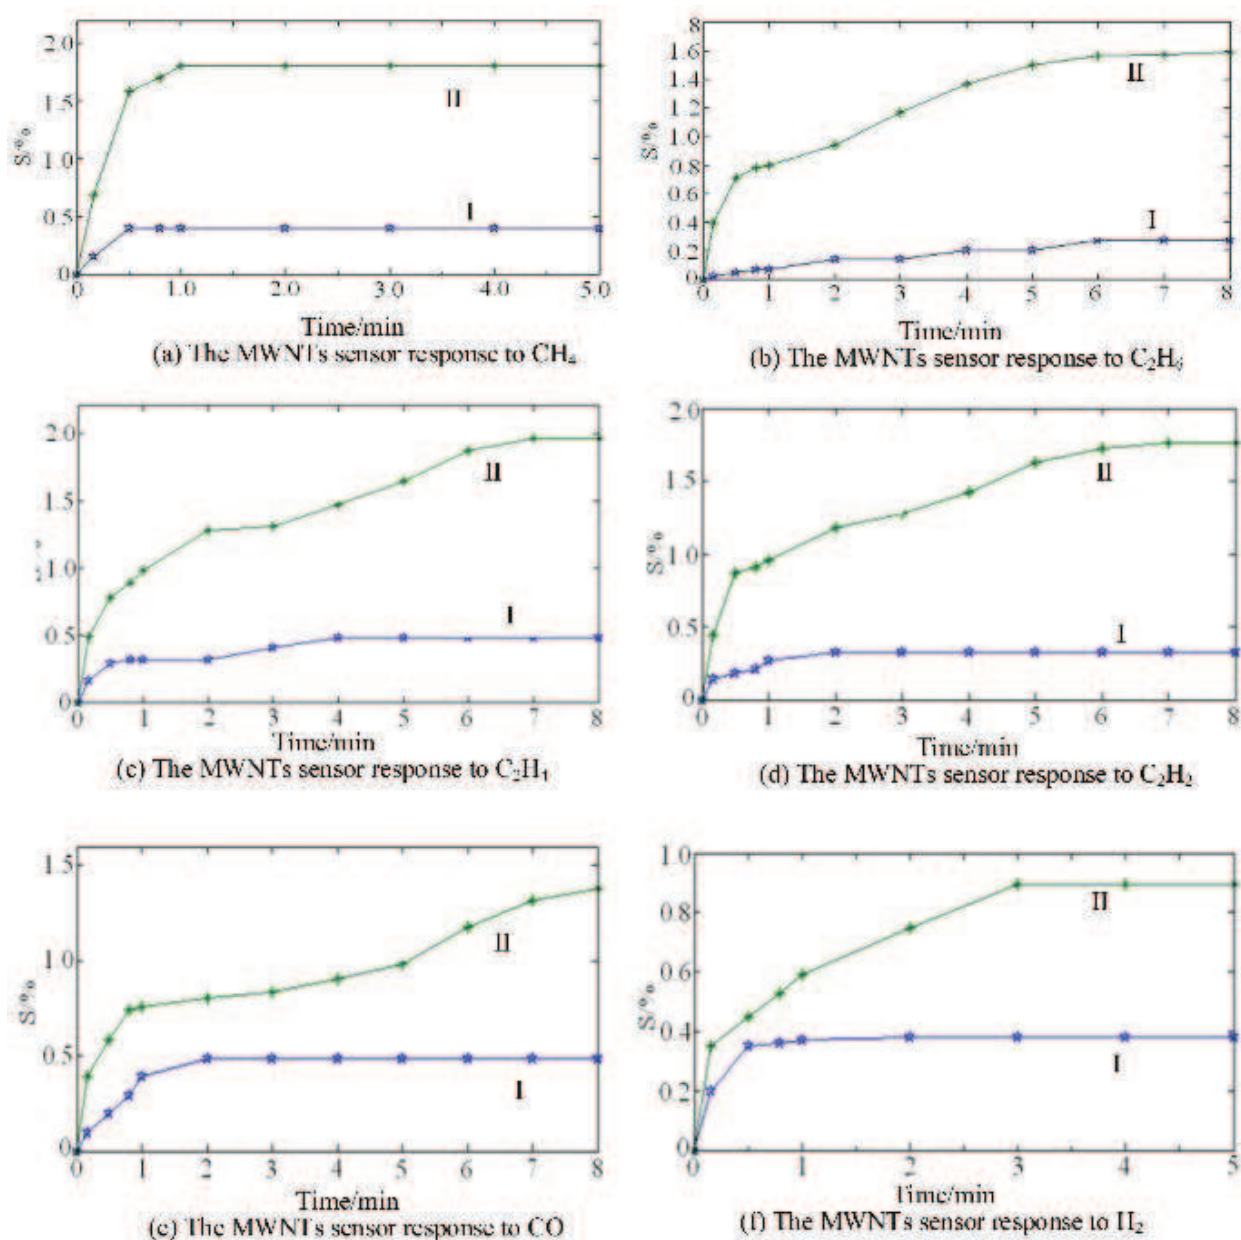 2.0
1.5
1.0
0.5
0
S/%
II
I
0
1.0
2.0
3.0
4.0
5.0
Time/min
(a) The MWNTs sensor response to CH₄
8
1.6
1.4
1.2
1.0
0.8
0.6
0.4
0.2
0
S/%
II
I
0 1 2 3 4 5 6 7 8
Time/min
(b) The MWNTs sensor response to C₂H
2.0
1.5
1.0
0.5
0
II
I
0 1 2 3 4 5 6 7 8
Time/min
(c) The MWNTs sensor response to C₂H
2.0
1.5
1.0
0.5
0
S/%
II
I
0 1 2 3 4 5 6 7 8
Time/min
(d) The MWNTs sensor response to C₂H₂
1.5
1.0
0.5
0
S/%
II
I
0 1 2 3 4 5 6 7 8
Time/min
(e) The MWNTs sensor response to CO
1.0
0.8
0.6
0.4
0.2
0
S/%
II
I
0 1 2 3 4 5
Time/min
(f) The MWNTs sensor response to H₂